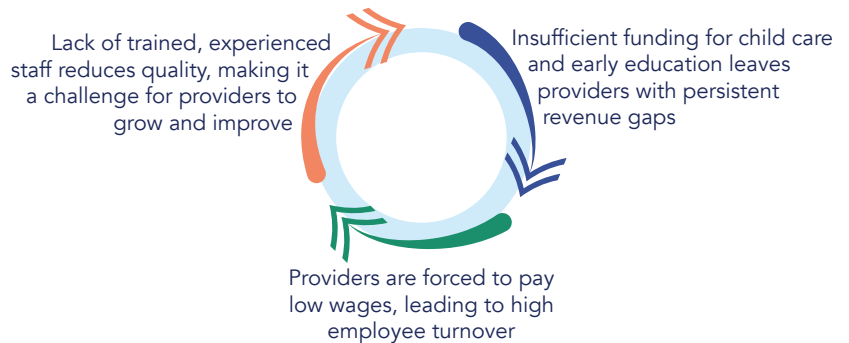 Lack of trained, experienced
staff reduces quality, making it
a challenge for providers to
grow and improve
Insufficient funding for child care
and early education leaves
providers with persistent
revenue gaps
Providers are forced to pay
low wages, leading to high
employee turnover